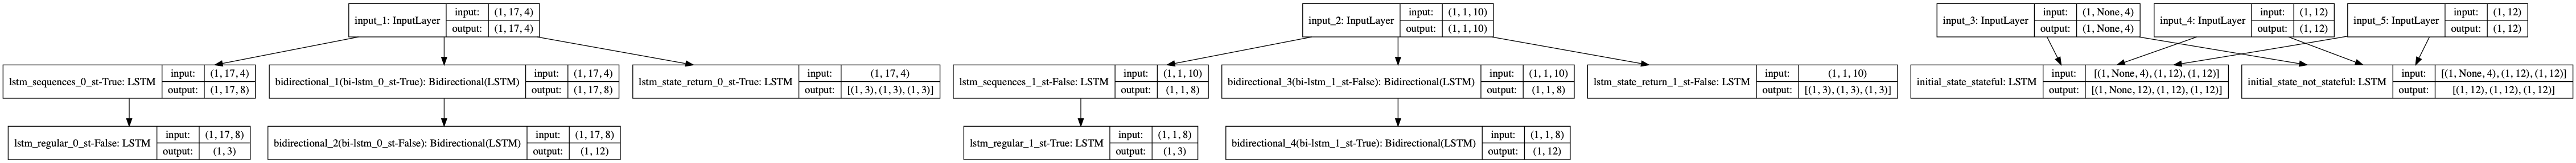 input_1: InputLayer
input: (1, 17, 4)
output: (1, 17, 4)
input_2: InputLayer
input: (1, 1, 10)
output: (1, 1, 10)
input_3: InputLayer
input: (1, None, 4)
output: (1, None, 4)
input_4: InputLayer
input: (1, 12)
output: (1, 12)
input_5: InputLayer
input: (1, 12)
output: (1, 12)
lstm_sequences_0_st-True: LSTM
input: (1, 17, 4)
output: (1, 17, 8)
bidirectional_1(bi-lstm_0_st-True): Bidirectional(LSTM)
input: (1, 17, 4)
output: (1, 17, 8)
lstm_state_return_0_st-True: LSTM
input: (1, 17, 4)
output: [(1, 3), (1, 3), (1, 3)]
lstm_sequences_1_st-False: LSTM
input: (1, 1, 10)
output: (1, 1, 8)
bidirectional_3(bi-lstm_1_st-False): Bidirectional(LSTM)
input: (1, 1, 10)
output: (1, 1, 8)
lstm_state_return_1_st-False: LSTM
input: (1, 1, 10)
output: [(1, 3), (1, 3), (1, 3)]
initial_state_stateful: LSTM
input: [(1, None, 4), (1, 12), (1, 12)]
output: [(1, None, 12), (1, 12), (1, 12)]
initial_state_not_stateful: LSTM
input: [(1, None, 4), (1, 12), (1, 12)]
output: [(1, 12), (1, 12), (1, 12)]
lstm_regular_0_st-False: LSTM
input: (1, 17, 8)
output: (1, 3)
bidirectional_2(bi-lstm_0_st-False): Bidirectional(LSTM)
input: (1, 17, 8)
output: (1, 12)
lstm_regular_1_st-True: LSTM
input: (1, 1, 8)
output: (1, 3)
bidirectional_4(bi-lstm_1_st-True): Bidirectional(LSTM)
input: (1, 1, 8)
output: (1, 12)